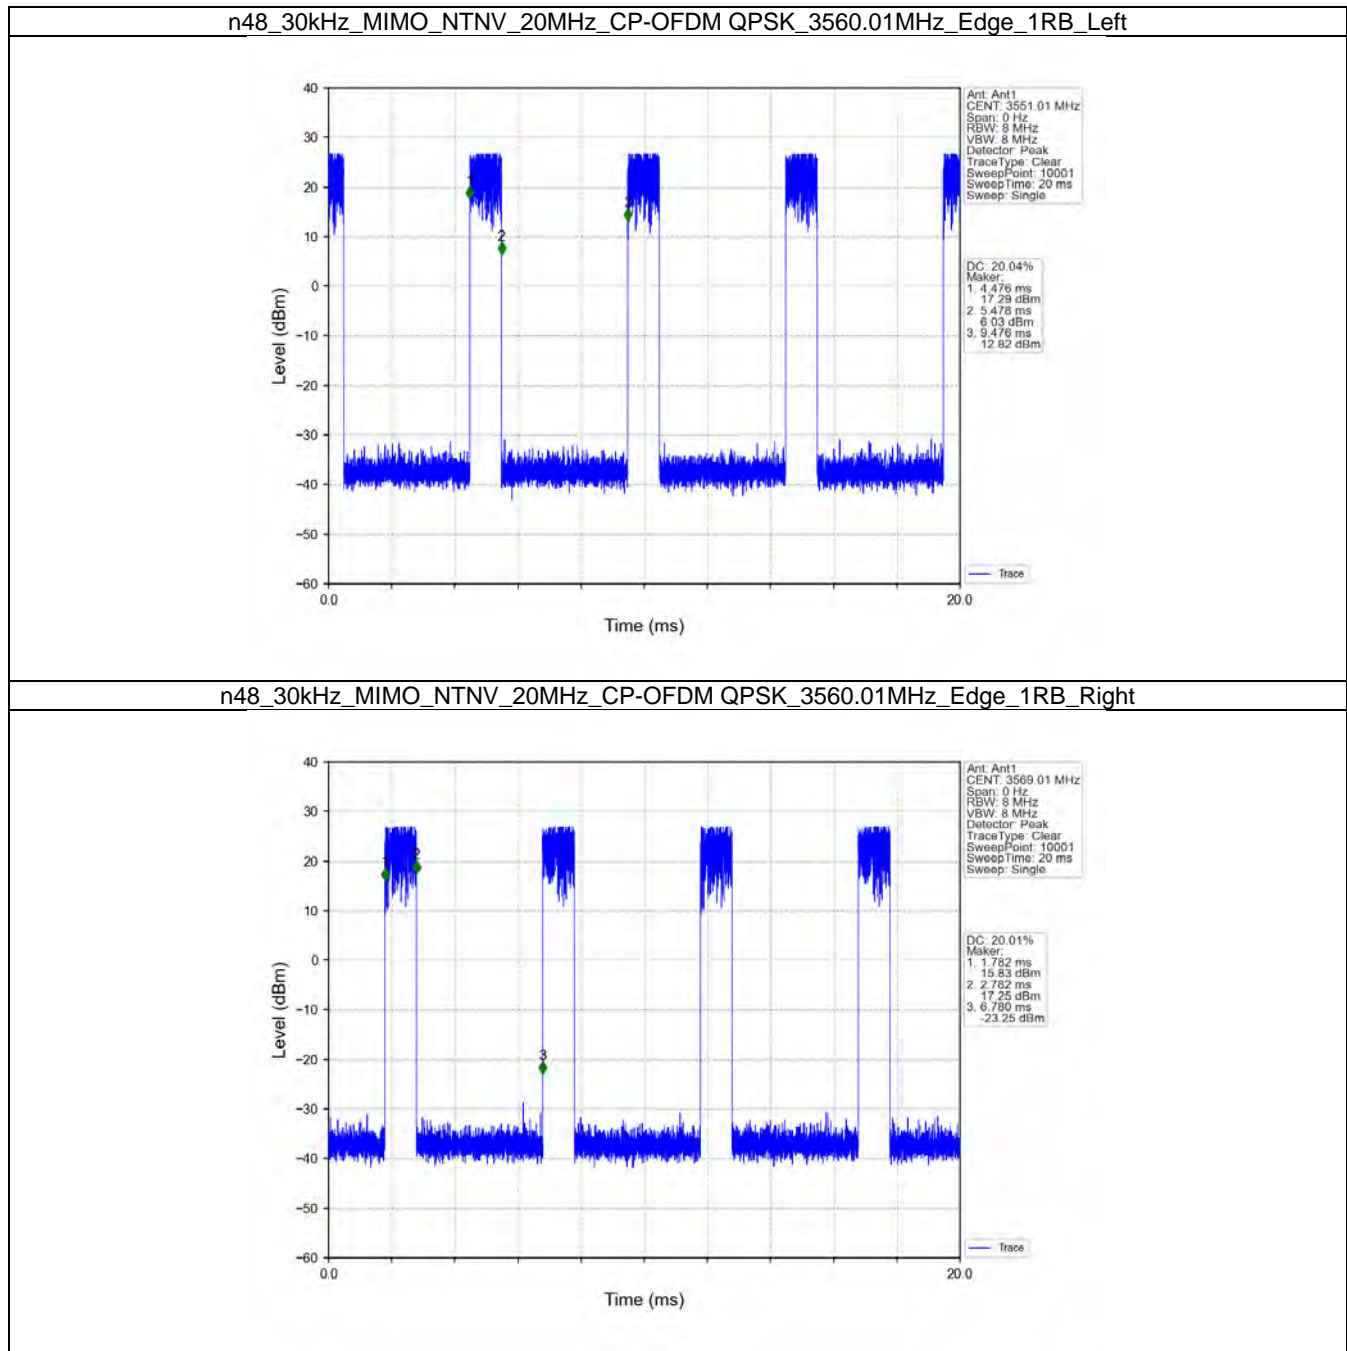 n48_30kHz_MIMO_NTNV_20MHz_CP-OFDM QPSK_3560.01MHz_Edge_1RB_Left
Ant: Ant1
CENT: 3551.01 MHz
Span: 0 Hz
RBW: 8 MHz
VBW: 8 MHz
Detector: Peak
TraceType: Clear
SweepPoint: 10001
SweepTime: 20 ms
Sweep: Single
DC: 20.04%
Maker:
1. 4.476 ms
17.29 dBm
2. 5.478 ms
6.03 dBm
3. 9.476 ms
12.82 dBm
40
30
20
10
0
−10
−20
−30
−40
−50
−60
Level (dBm)
1
2
3
0.0
20.0
Time (ms)
Trace
n48_30kHz_MIMO_NTNV_20MHz_CP-OFDM QPSK_3560.01MHz_Edge_1RB_Right
Ant: Ant1
CENT: 3569.01 MHz
Span: 0 Hz
RBW: 8 MHz
VBW: 8 MHz
Detector: Peak
TraceType: Clear
SweepPoint: 10001
SweepTime: 20 ms
Sweep: Single
DC: 20.01%
Maker:
1. 1.782 ms
15.83 dBm
2. 2.782 ms
17.25 dBm
3. 6.780 ms
-23.25 dBm
40
30
20
10
0
−10
−20
−30
−40
−50
−60
Level (dBm)
1
2
3
0.0
20.0
Time (ms)
Trace